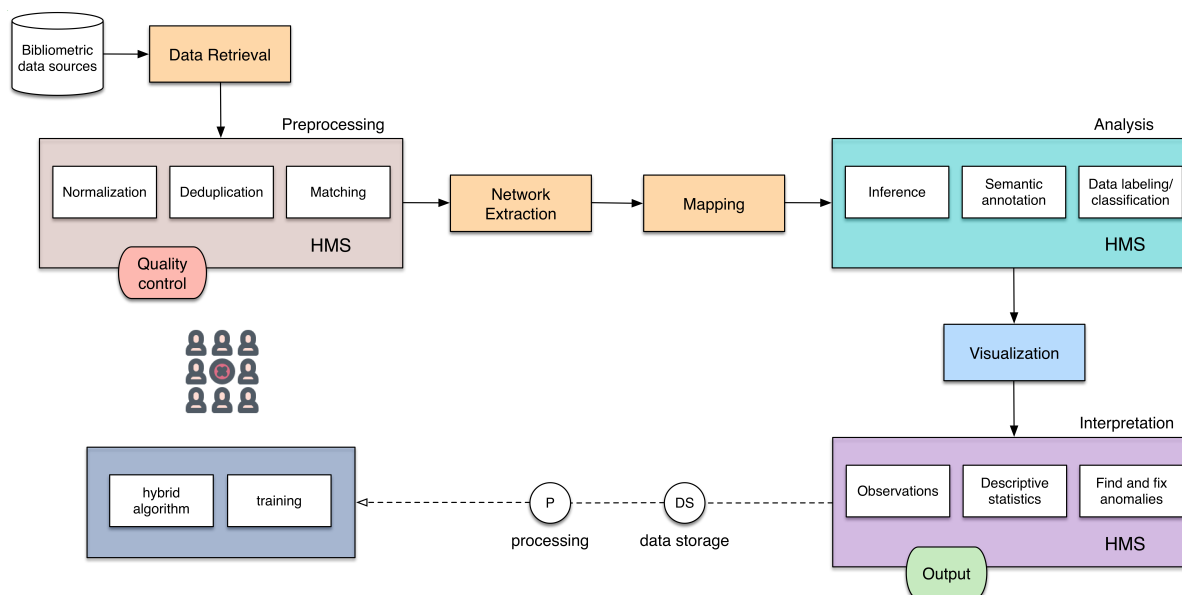 Bibliometric
data sources
Data Retrieval
Preprocessing
Analysis
Normalization
Deduplication
Matching
HMS
Quality
control
Network
Extraction
Mapping
Inference
Semantic
annotation
Data labeling/
classification
HMS
Visualization
Interpretation
Observations
Descriptive
statistics
Find and fix
anomalies
HMS
Output
hybrid
algorithm
training
P
processing
DS
data storage